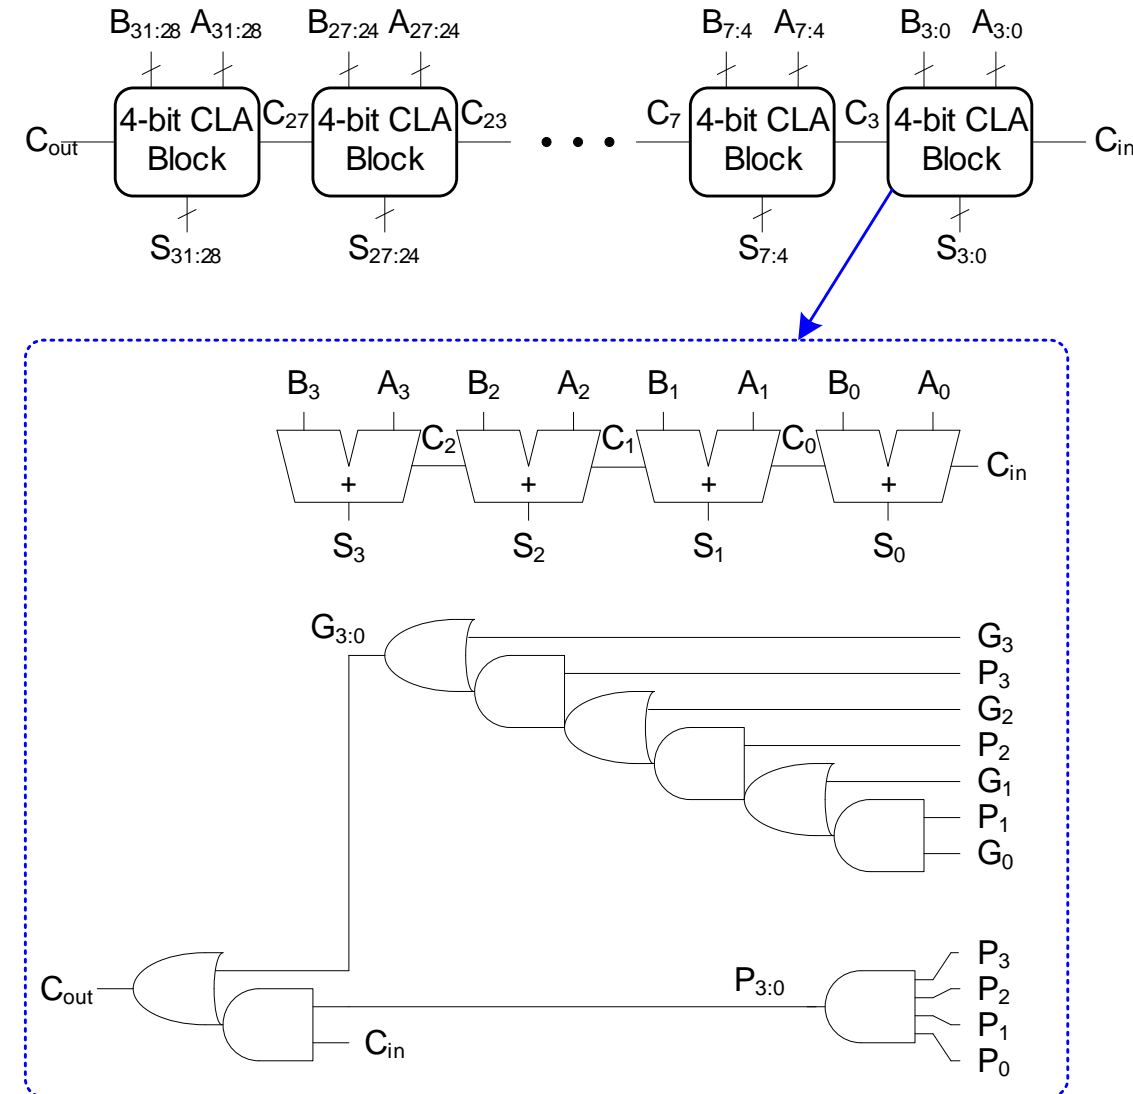 B31:28 A31:28 B27:24 A27:24 B7:4 A7:4 B3:0 A3:0
Cout 4-bit CLA Block C27 4-bit CLA Block C23 • • • C7 4-bit CLA Block C3 4-bit CLA Block Cin
S31:28 S27:24 S7:4 S3:0
B3 A3 B2 A2 B1 A1 B0 A0
+ C2 + C1 + C0 + Cin
S3 S2 S1 S0
G3:0 G3
P3
G2
P2
G1
P1
G0
P3
Cout P3:0 P2
P1
Cin P0